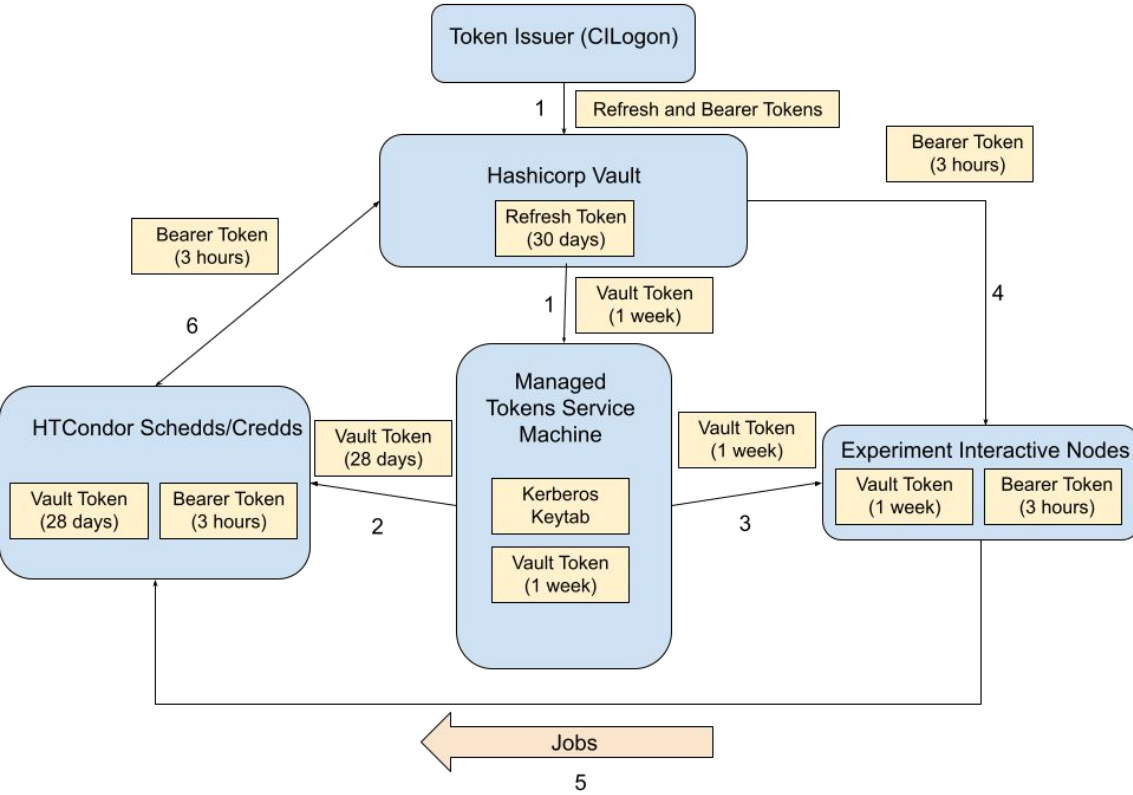 Token Issuer (CILogon)
1
Refresh and Bearer Tokens
Hashicorp Vault
Refresh Token
(30 days)
Bearer Token
(3 hours)
Bearer Token
(3 hours)
1
Vault Token
(1 week)
4
6
Managed
Tokens Service
Machine
Kerberos
Keytab
Vault Token
(1 week)
HTCondor Schedds/Credds
Vault Token
(28 days)
Bearer Token
(3 hours)
Vault Token
(28 days)
2
Vault Token
(1 week)
3
Experiment Interactive Nodes
Vault Token
(1 week)
Bearer Token
(3 hours)
Jobs
5